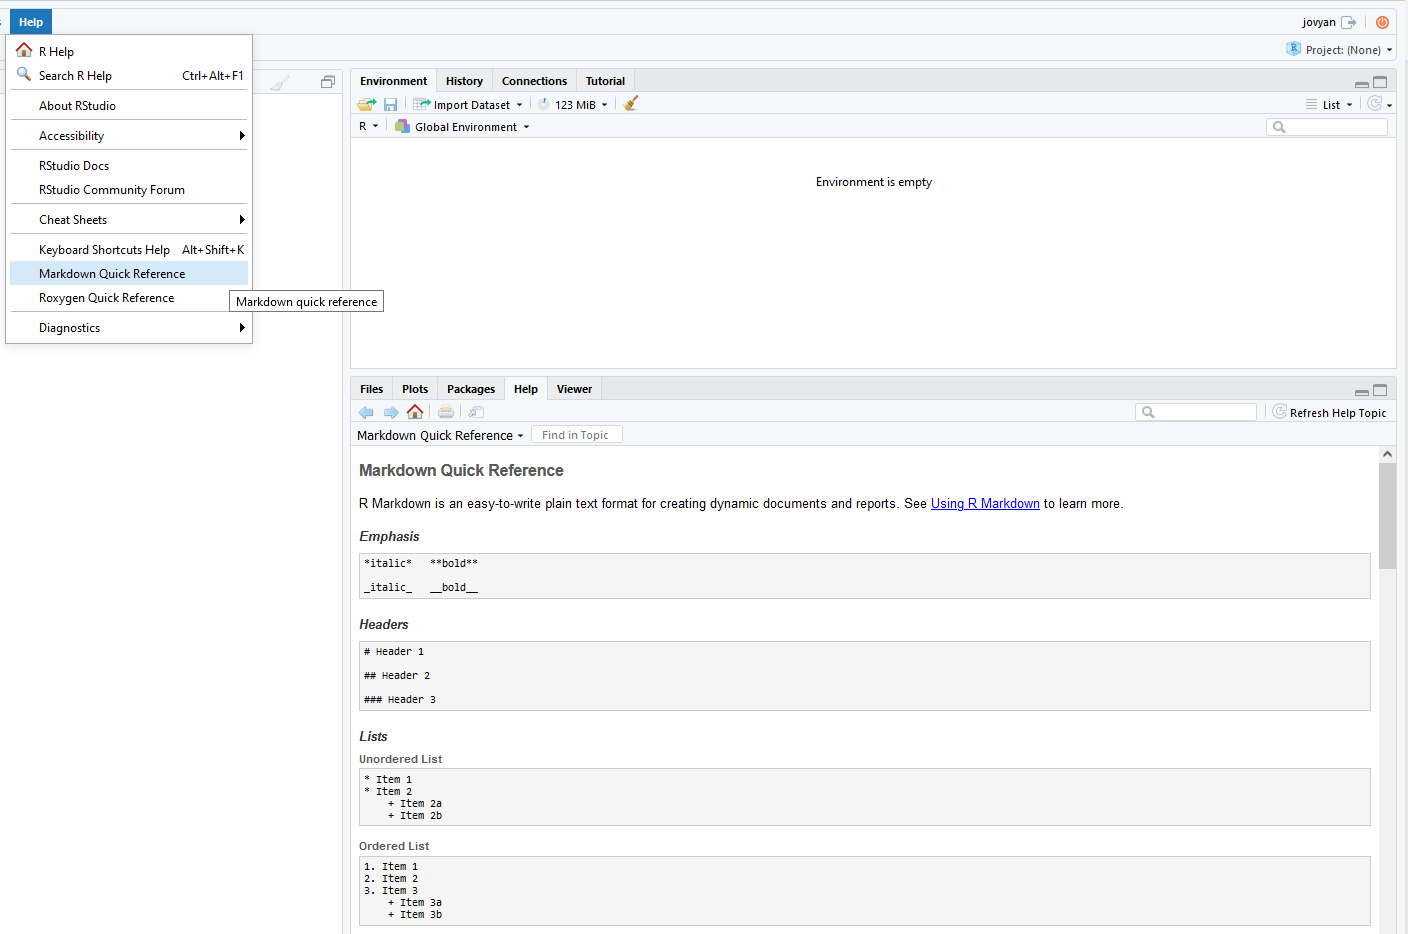 Help
jovyan
Project: (None)
R Help
Search R Help Ctrl+Alt+F1
About RStudio
Accessibility
RStudio Docs
RStudio Community Forum
Cheat Sheets
Keyboard Shortcuts Help Alt+Shift+K
Markdown Quick Reference
Roxygen Quick Reference
Markdown quick reference
Diagnostics
Environment History Connections Tutorial
Import Dataset 123 MiB List
R Global Environment
Environment is empty
Files Plots Packages Help Viewer
Refresh Help Topic
Markdown Quick Reference Find in Topic
Markdown Quick Reference
R Markdown is an easy-to-write plain text format for creating dynamic documents and reports. See Using R Markdown to learn more.
Emphasis
*italic* **bold**
_italic_ __bold__
Headers
# Header 1
## Header 2
### Header 3
Lists
Unordered List
* Item 1
* Item 2
+ Item 2a
+ Item 2b
Ordered List
1. Item 1
2. Item 2
3. Item 3
+ Item 3a
+ Item 3b